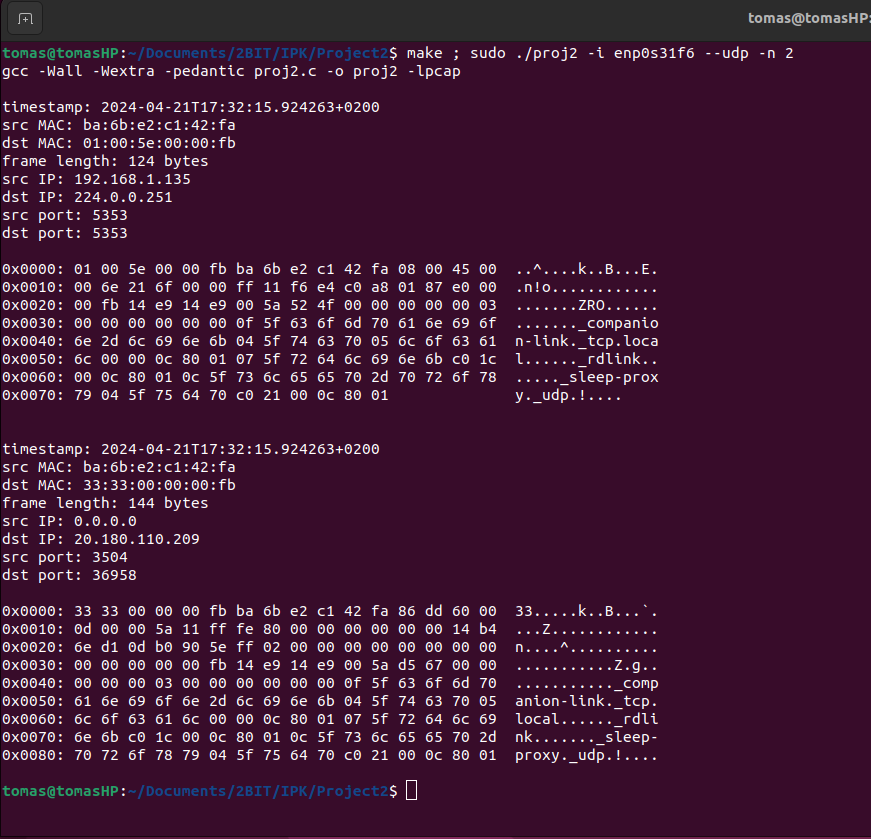 tomas@tomasHP:
tomas@tomasHP:~/Documents/2BIT/IPK/Project2$ make ; sudo ./proj2 -i enp0s31f6 --udp -n 2
gcc -Wall -Wextra -pedantic proj2.c -o proj2 -lpcap
timestamp: 2024-04-21T17:32:15.924263+0200
src MAC: ba:6b:e2:c1:42:fa
dst MAC: 01:00:5e:00:00:fb
frame length: 124 bytes
src IP: 192.168.1.135
dst IP: 224.0.0.251
src port: 5353
dst port: 5353
0x0000: 01 00 5e 00 00 fb ba 6b e2 c1 42 fa 08 00 45 00  ..^....k..B...E.
0x0010: 00 6e 21 6f 00 00 ff 11 f6 e4 c0 a8 01 87 e0 00  .n!o............
0x0020: 00 fb 14 e9 14 e9 00 5a 52 4f 00 00 00 00 00 03  .......ZRO......
0x0030: 00 00 00 00 00 00 0f 5f 63 6f 6d 70 61 6e 69 6f  ......._companio
0x0040: 6e 2d 6c 69 6e 6b 04 5f 74 63 70 05 6c 6f 63 61  n-link._tcp.loca
0x0050: 6c 00 00 0c 80 01 07 5f 72 64 6c 69 6e 6b c0 1c  l......_rdlink..
0x0060: 00 0c 80 01 0c 5f 73 6c 65 65 70 2d 70 72 6f 78  ....._sleep-prox
0x0070: 79 04 5f 75 64 70 c0 21 00 0c 80 01  y._udp.!....
timestamp: 2024-04-21T17:32:15.924263+0200
src MAC: ba:6b:e2:c1:42:fa
dst MAC: 33:33:00:00:00:fb
frame length: 144 bytes
src IP: 0.0.0.0
dst IP: 20.180.110.209
src port: 3504
dst port: 36958
0x0000: 33 33 00 00 00 fb ba 6b e2 c1 42 fa 86 dd 60 00  33.....k..B...`.
0x0010: 0d 00 00 5a 11 ff fe 80 00 00 00 00 00 00 14 b4  ...Z............
0x0020: 6e d1 0d b0 90 5e ff 02 00 00 00 00 00 00 00 00  n....^..........
0x0030: 00 00 00 00 00 fb 14 e9 14 e9 00 5a d5 67 00 00  ...........Z.g..
0x0040: 00 00 00 03 00 00 00 00 00 00 0f 5f 63 6f 6d 70  ..........._comp
0x0050: 61 6e 69 6f 6e 2d 6c 69 6e 6b 04 5f 74 63 70 05  anion-link._tcp.
0x0060: 6c 6f 63 61 6c 00 00 0c 80 01 07 5f 72 64 6c 69  local......_rdli
0x0070: 6e 6b c0 1c 00 0c 80 01 0c 5f 73 6c 65 65 70 2d  nk......._sleep-
0x0080: 70 72 6f 78 79 04 5f 75 64 70 c0 21 00 0c 80 01  proxy._udp.!....
tomas@tomasHP:~/Documents/2BIT/IPK/Project2$